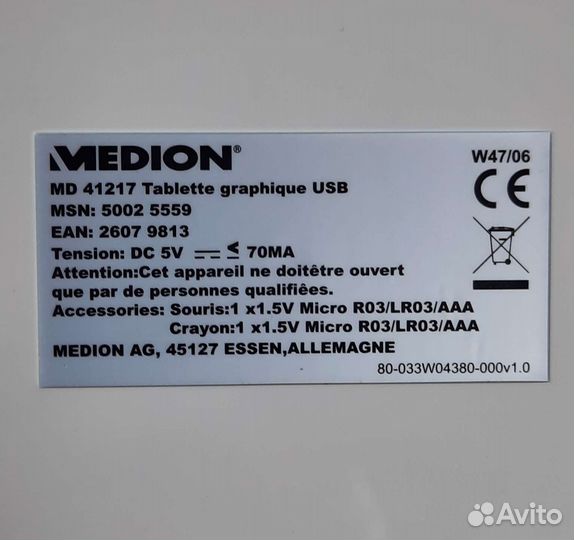 MEDION®
W47/06
MD 41217 Tablette graphique USB
MSN: 5002 5559
EAN: 2607 9813
Tension: DC 5V ⎓ ≤ 70MA
Attention:Cet appareil ne doitêtre ouvert
que par de personnes qualifiêes.
Accessories: Souris:1 x1.5V Micro R03/LR03/AAA
Crayon:1 x1.5V Micro R03/LR03/AAA
MEDION AG, 45127 ESSEN,ALLEMAGNE
80-033W04380-000v1.0
CE
Avito